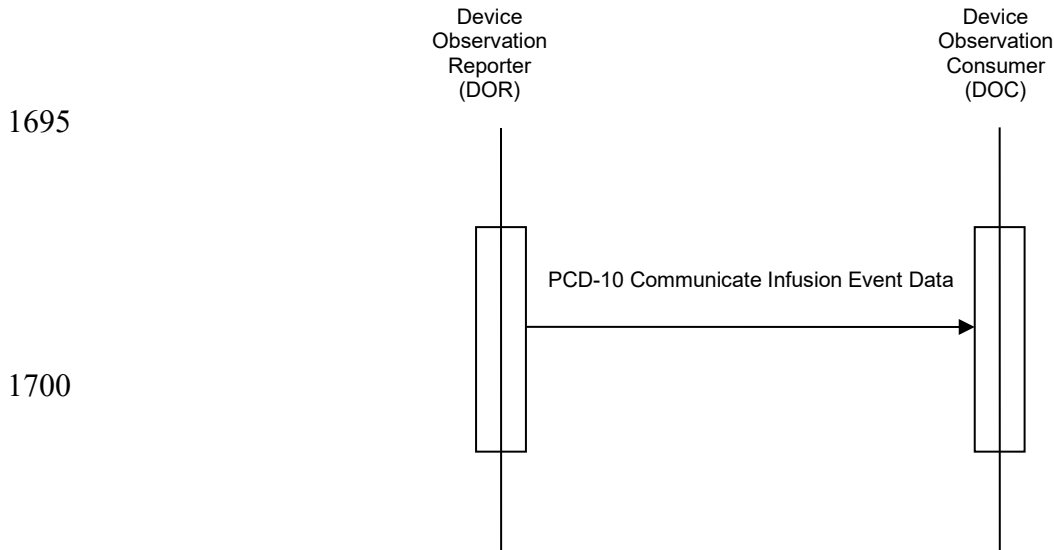 Device
Observation
Reporter
(DOR)
Device
Observation
Consumer
(DOC)
1695
PCD-10 Communicate Infusion Event Data
1700